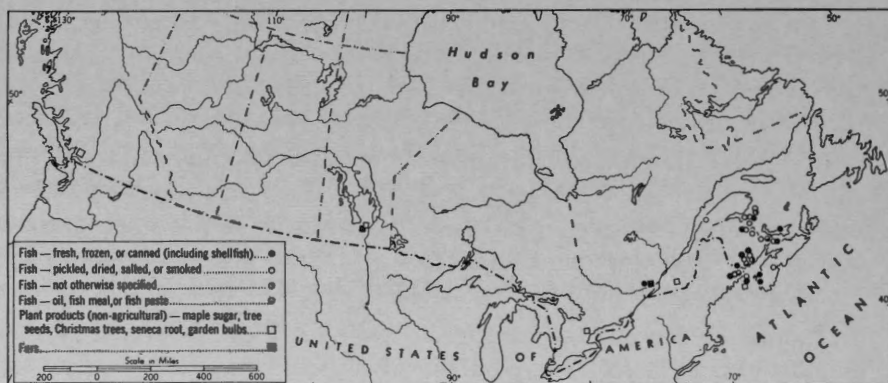 130° 110° 90° 70° 50°
Hudson
Bay
50° 50
Fish — fresh, frozen, or canned (including shellfish)
Fish — pickled, dried, salted, or smoked
Fish — not otherwise specified
Fish — oil, fish meal, or fish paste
Plant products (non-agricultural) — maple sugar, tree
seeds, Christmas trees, seneca root, garden bulbs
Furs
Scale in Miles
200 0 200 400 600
40
ATLANTIC
OCEAN
UNITED STATES OF AMERICA
90° 70°